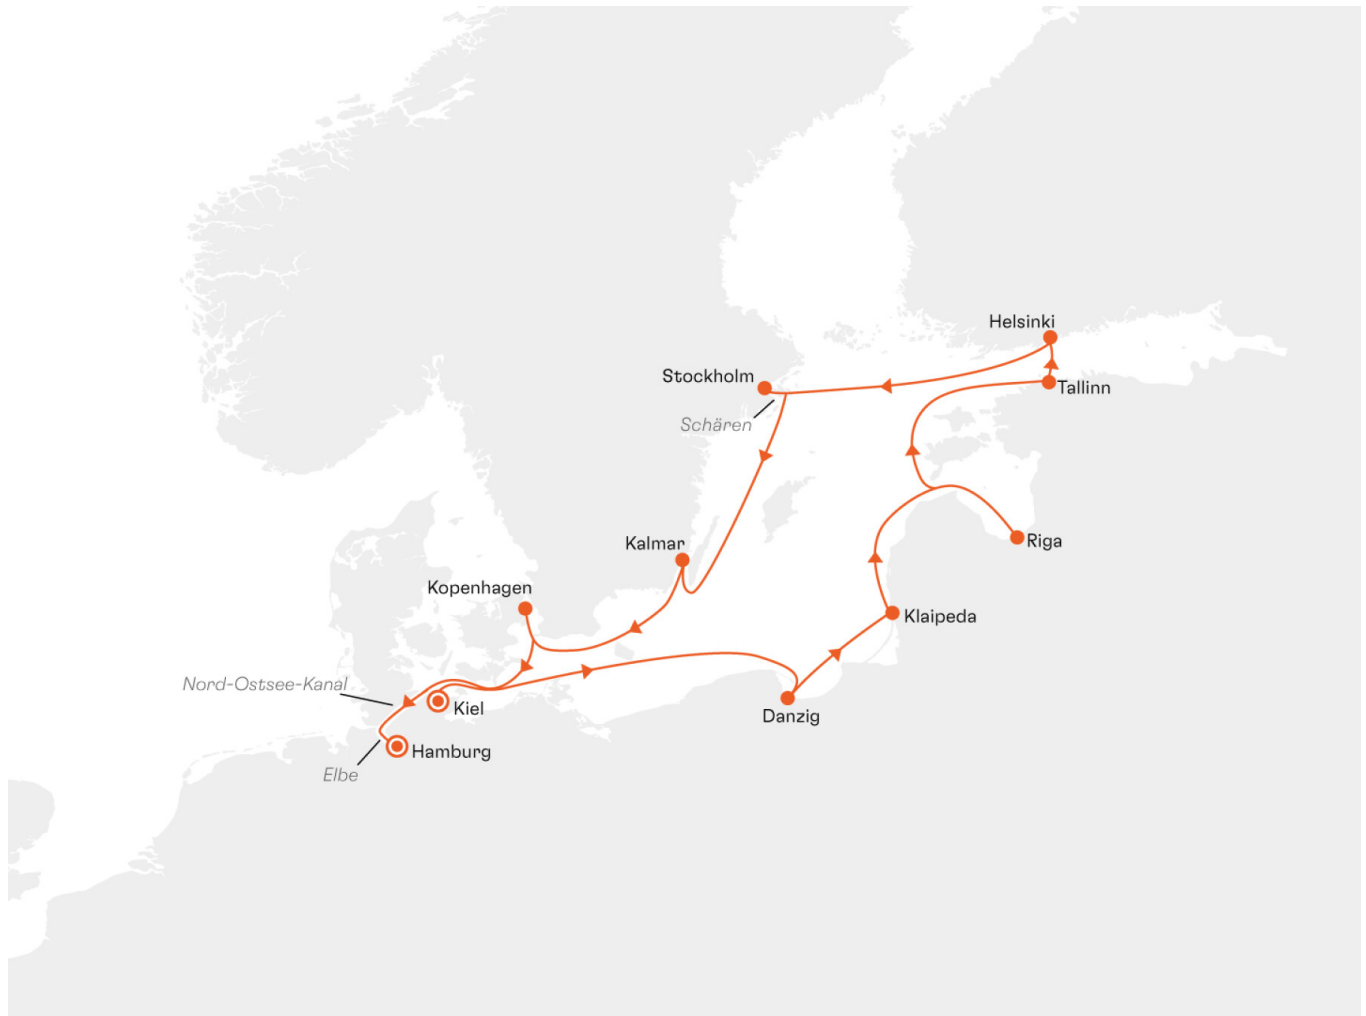 Helsinki
Stockholm
Tallinn
Schären
Riga
Kalmar
Kopenhagen
Klaipeda
Nord-Ostsee-Kanal
Kiel
Danzig
Hamburg
Elbe